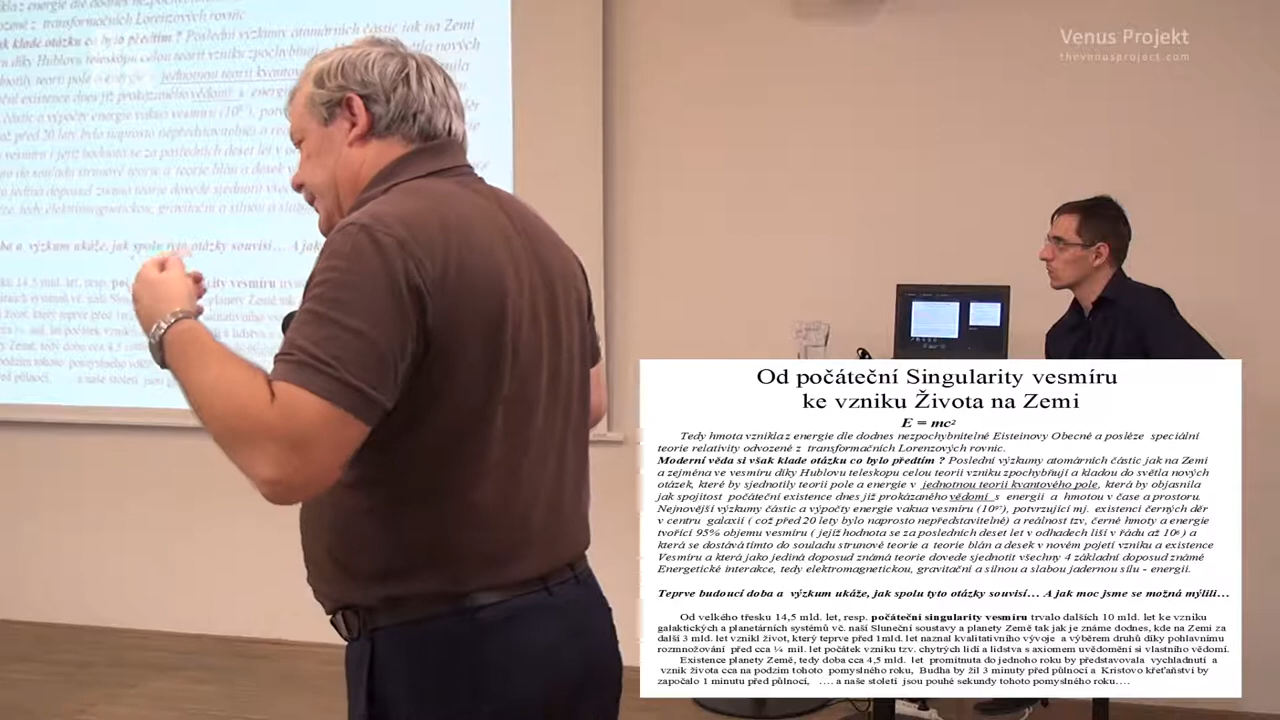 Venus Projekt
thevenusproject.com
Od počáteční Singularity vesmíru
ke vzniku Života na Zemi
E = mc²
Tedy hmota vznikla z energie dle dodnes nezpochybnitelné Eisteinovy Obecné a posléze speciální
teorie relativity odvozené z transformačních Lorenzových rovnic.
Moderní věda si však klade otázku co bylo předtím ? Poslední výzkumy atomárních částic jak na Zemi
a zejména ve vesmíru díky Hublovu teleskopu celou teorii vzniku zpochybňují a kladou do světla nových
otázek, které by sjednotily teorii pole a energie v jednotnou teorii kvantového pole, která by objasnila
jak spojitost počáteční existence dnes již prokázaného vědomí s energií a hmotou v čase a prostoru.
Nejnovější výzkumy částic a výpočty energie vakua vesmíru (10⁹⁷), potvrzující mj. existenci černých děr
v centru galaxií ( což před 20 lety bylo naprosto nepředstavitelné) a reálnost tzv, černé hmoty a energie
tvořící 95% objemu vesmíru ( jejíž hodnota se za posledních deset let v odhadech liší v řádu až 10⁶ ) a
která se dostává tímto do souladu strunové teorie a teorie blán a desek v novém pojetí vzniku a existence
Vesmíru a která jako jediná doposud známá teorie dovede sjednotit všechny 4 základní doposud známé
Energetické interakce, tedy elektromagnetickou, gravitační a silnou a slabou jadernou sílu - energii.
Teprve budoucí doba a výzkum ukáže, jak spolu tyto otázky souvisí... A jak moc jsme se možná mýlili...
Od velkého třesku 14,5 mld. let, resp. počáteční singularity vesmíru trvalo dalších 10 mld. let ke vzniku
galaktických a planetárních systémů vč. naší Sluneční soustavy a planety Země tak jak je známe dodnes, kde na Zemi za
další 3 mld. let vznikl život, který teprve před 1mld. let naznal kvalitativního vývoje a výběrem druhů díky pohlavnímu
rozmnožování před cca ¼ mil. let počátek vzniku tzv. chytrých lidí a lidstva s axiomem uvědomění si vlastního vědomí.
Existence planety Země, tedy doba cca 4,5 mld. let promítnuta do jednoho roku by představovala vychladnutí a
vznik života cca na podzim tohoto pomyslného roku, Budha by žil 3 minuty před půlnocí a Kristovo křeťanství by
započalo 1 minutu před půlnocí, .... a naše století jsou pouhé sekundy tohoto pomyslného roku....